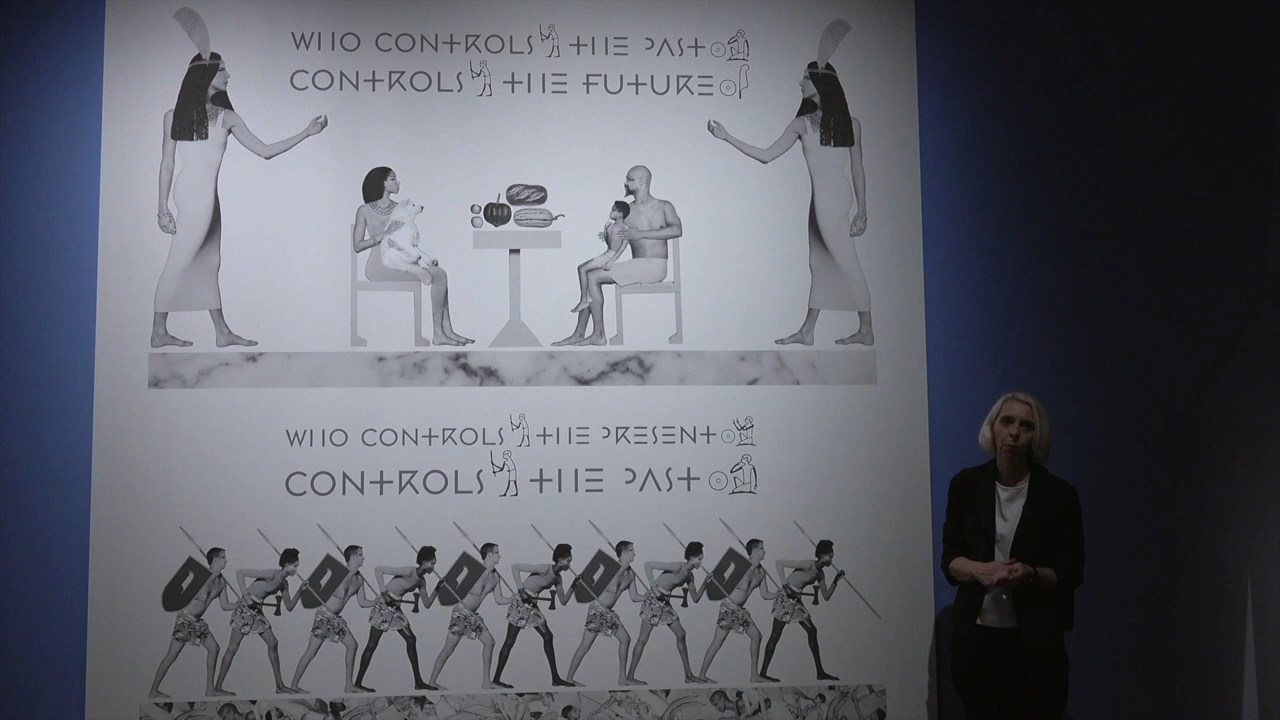 WHO CONTROLS THE PAST
CONTROLS THE FUTURE
WHO CONTROLS THE PRESENT
CONTROLS THE PAST